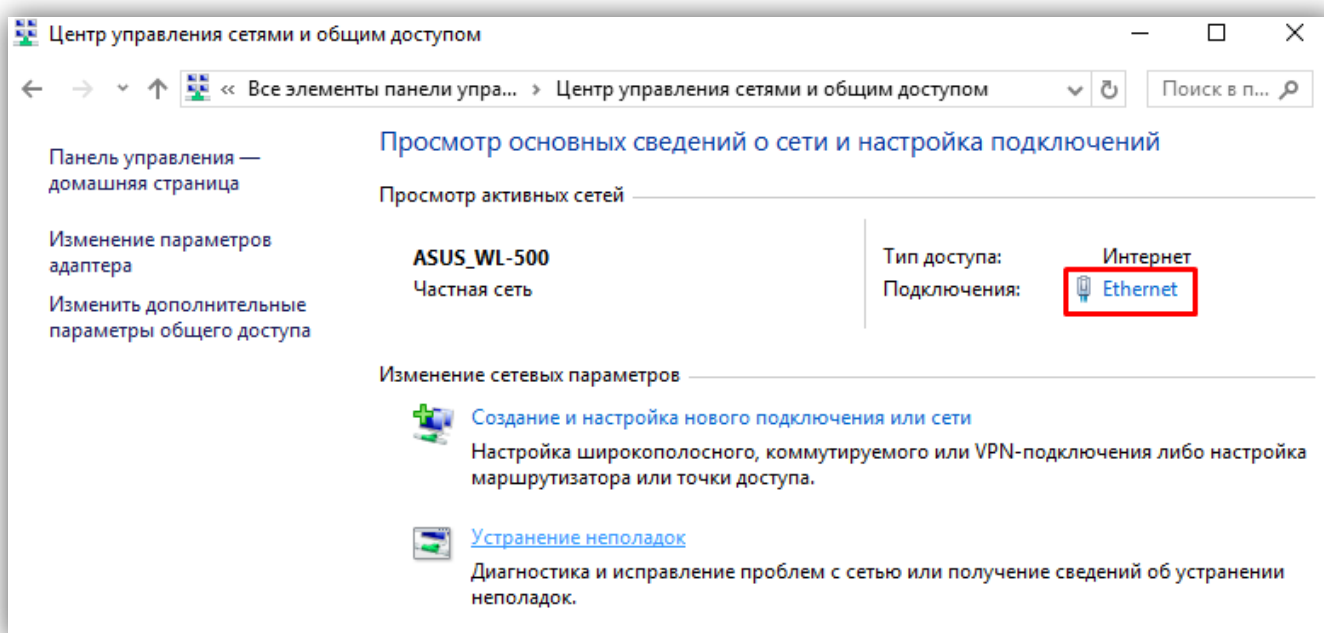 Центр управления сетями и общим доступом
« Все элементы панели упра... › Центр управления сетями и общим доступом
Поиск в п...
Панель управления —
домашняя страница
Изменение параметров
адаптера
Изменить дополнительные
параметры общего доступа
Просмотр основных сведений о сети и настройка подключений
Просмотр активных сетей
ASUS_WL-500
Частная сеть
Тип доступа: Интернет
Подключения: Ethernet
Изменение сетевых параметров
Создание и настройка нового подключения или сети
Настройка широкополосного, коммутируемого или VPN-подключения либо настройка
маршрутизатора или точки доступа.
Устранение неполадок
Диагностика и исправление проблем с сетью или получение сведений об устранении
неполадок.